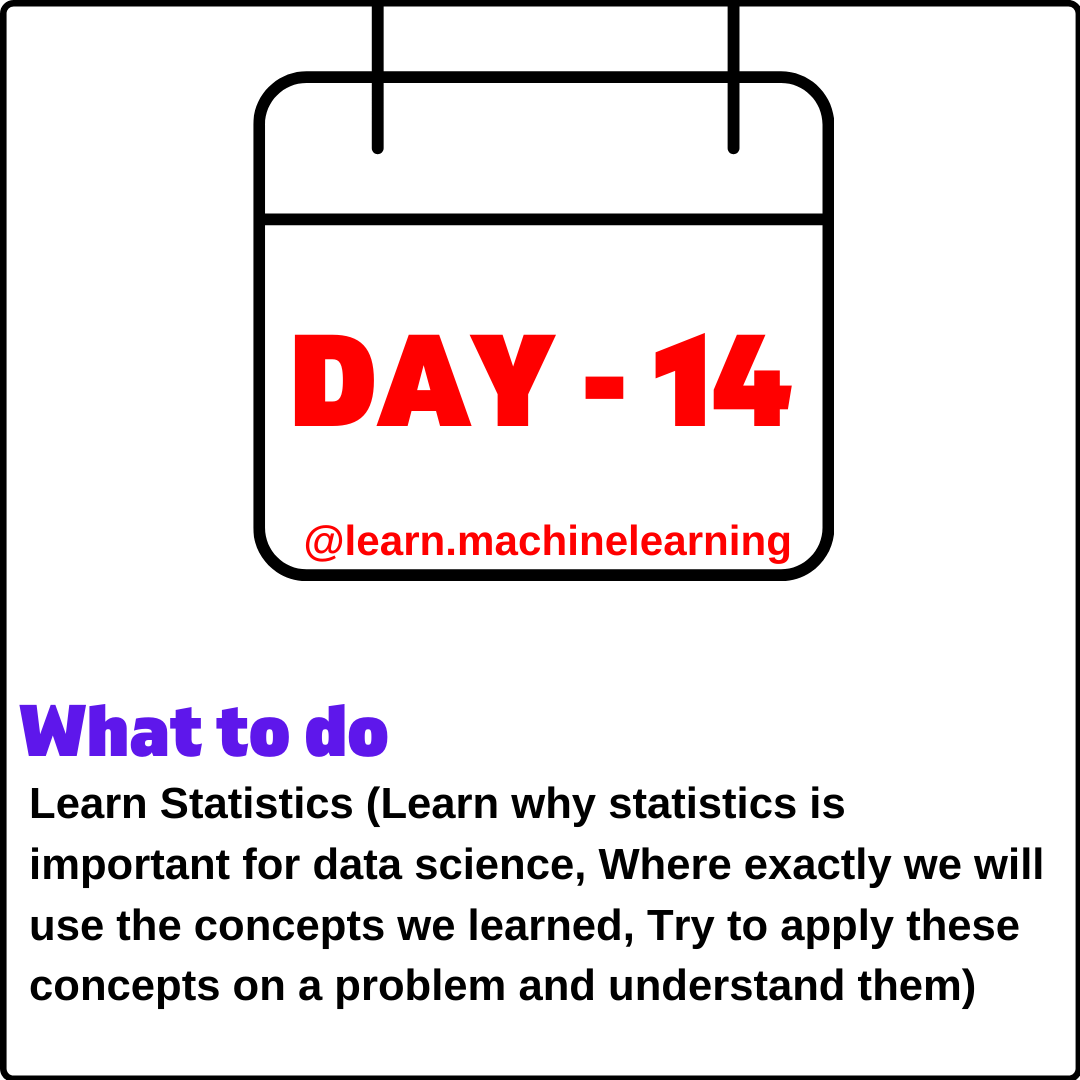 DAY - 14
@learn.machinelearning
What to do
Learn Statistics (Learn why statistics is
important for data science, Where exactly we will
use the concepts we learned, Try to apply these
concepts on a problem and understand them)